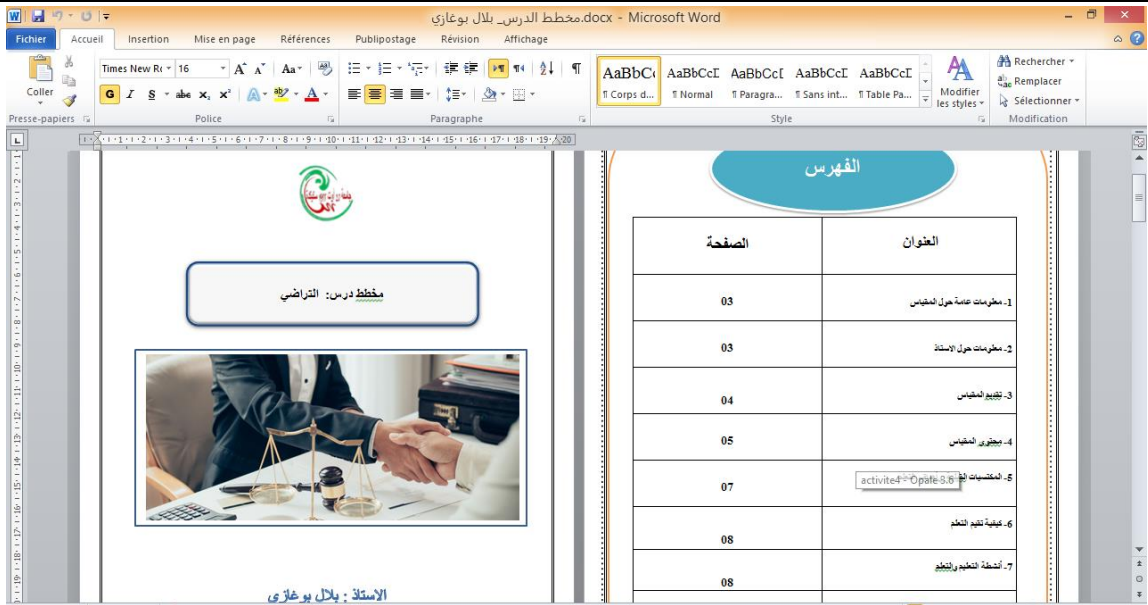 مخطط الدرس_ بلال بوغازي.docx - Microsoft Word
Fichier Accueil Insertion Mise en page Références Publipostage Révision Affichage
Coller
Times New Ro 16
Presse-papiers Police Paragraphe Style Modification
AaBbC AaBbCcI AaBbCcI AaBbCcI AaBbCcI
Corps d... Normal Paragra... Sans int... Table Pa...
Modifier les styles
Rechercher
Remplacer
Sélectionner
مخطط درس: التراضي
الاستاذ : بلال بوغازي
الفهرس
العنوان الصفحة
1- معلومات عامة حول المقياس 03
2- معلومات حول الاستاذ 03
3- تقييم المقياس 04
4- محتوى المقياس 05
5- المكتسبات 07
activite4 - Opale 3.6
6- كيفية تقيم التعلم 08
7- أنشطة التعليم والتعلم 08